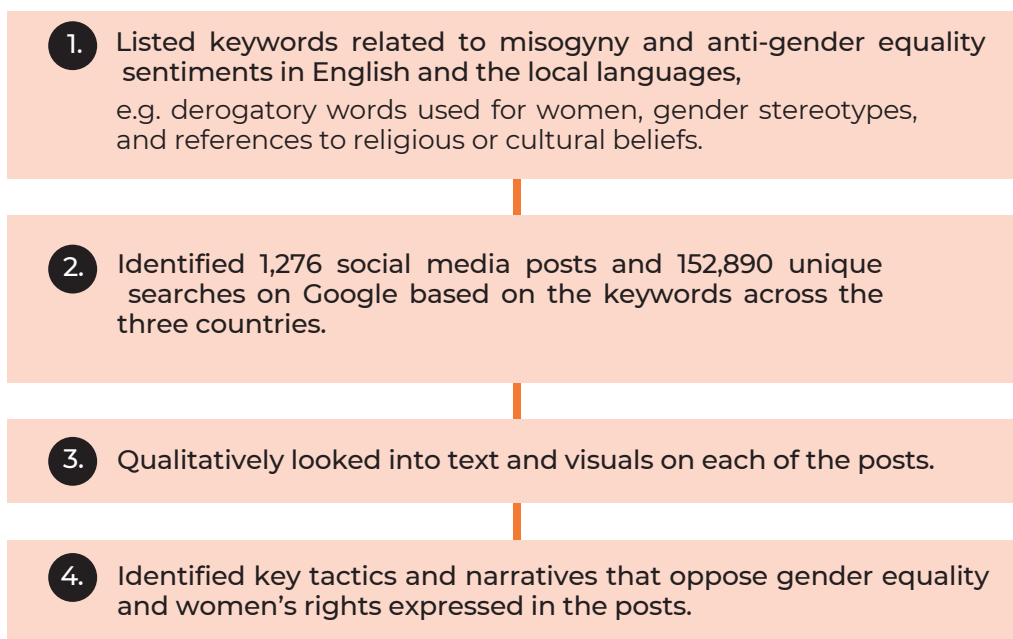 1. Listed keywords related to misogyny and anti-gender equality
sentiments in English and the local languages,
e.g. derogatory words used for women, gender stereotypes,
and references to religious or cultural beliefs.
2. Identified 1,276 social media posts and 152,890 unique
searches on Google based on the keywords across the
three countries.
3. Qualitatively looked into text and visuals on each of the posts.
4. Identified key tactics and narratives that oppose gender equality
and women’s rights expressed in the posts.